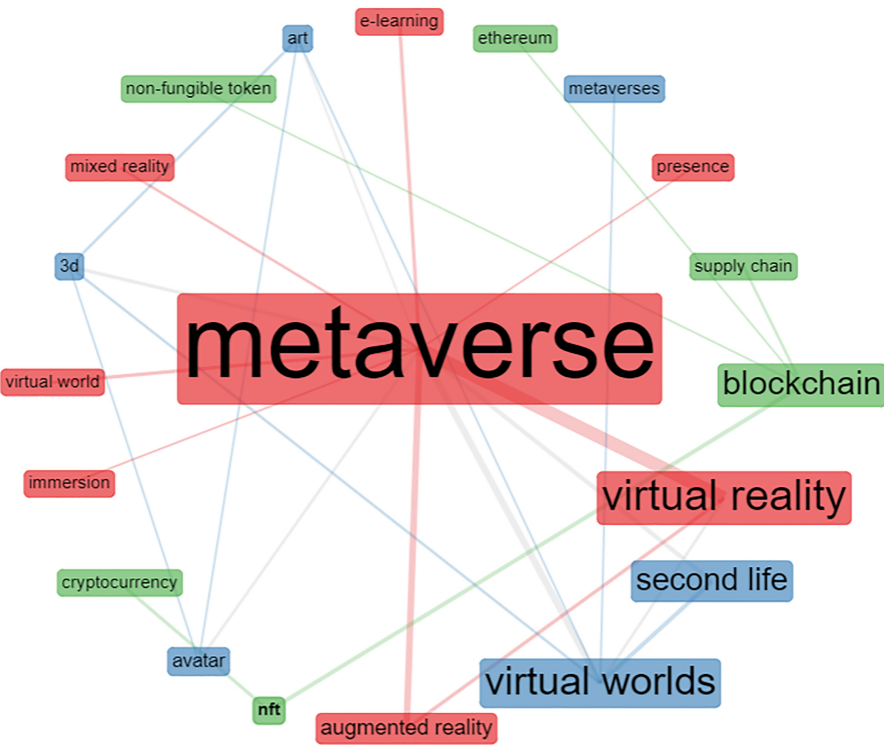 e-learning
art
ethereum
non-fungible token
metaverses
mixed reality
presence
3d
supply chain
metaverse
virtual world
blockchain
immersion
virtual reality
cryptocurrency
second life
avatar
virtual worlds
nft
augmented reality